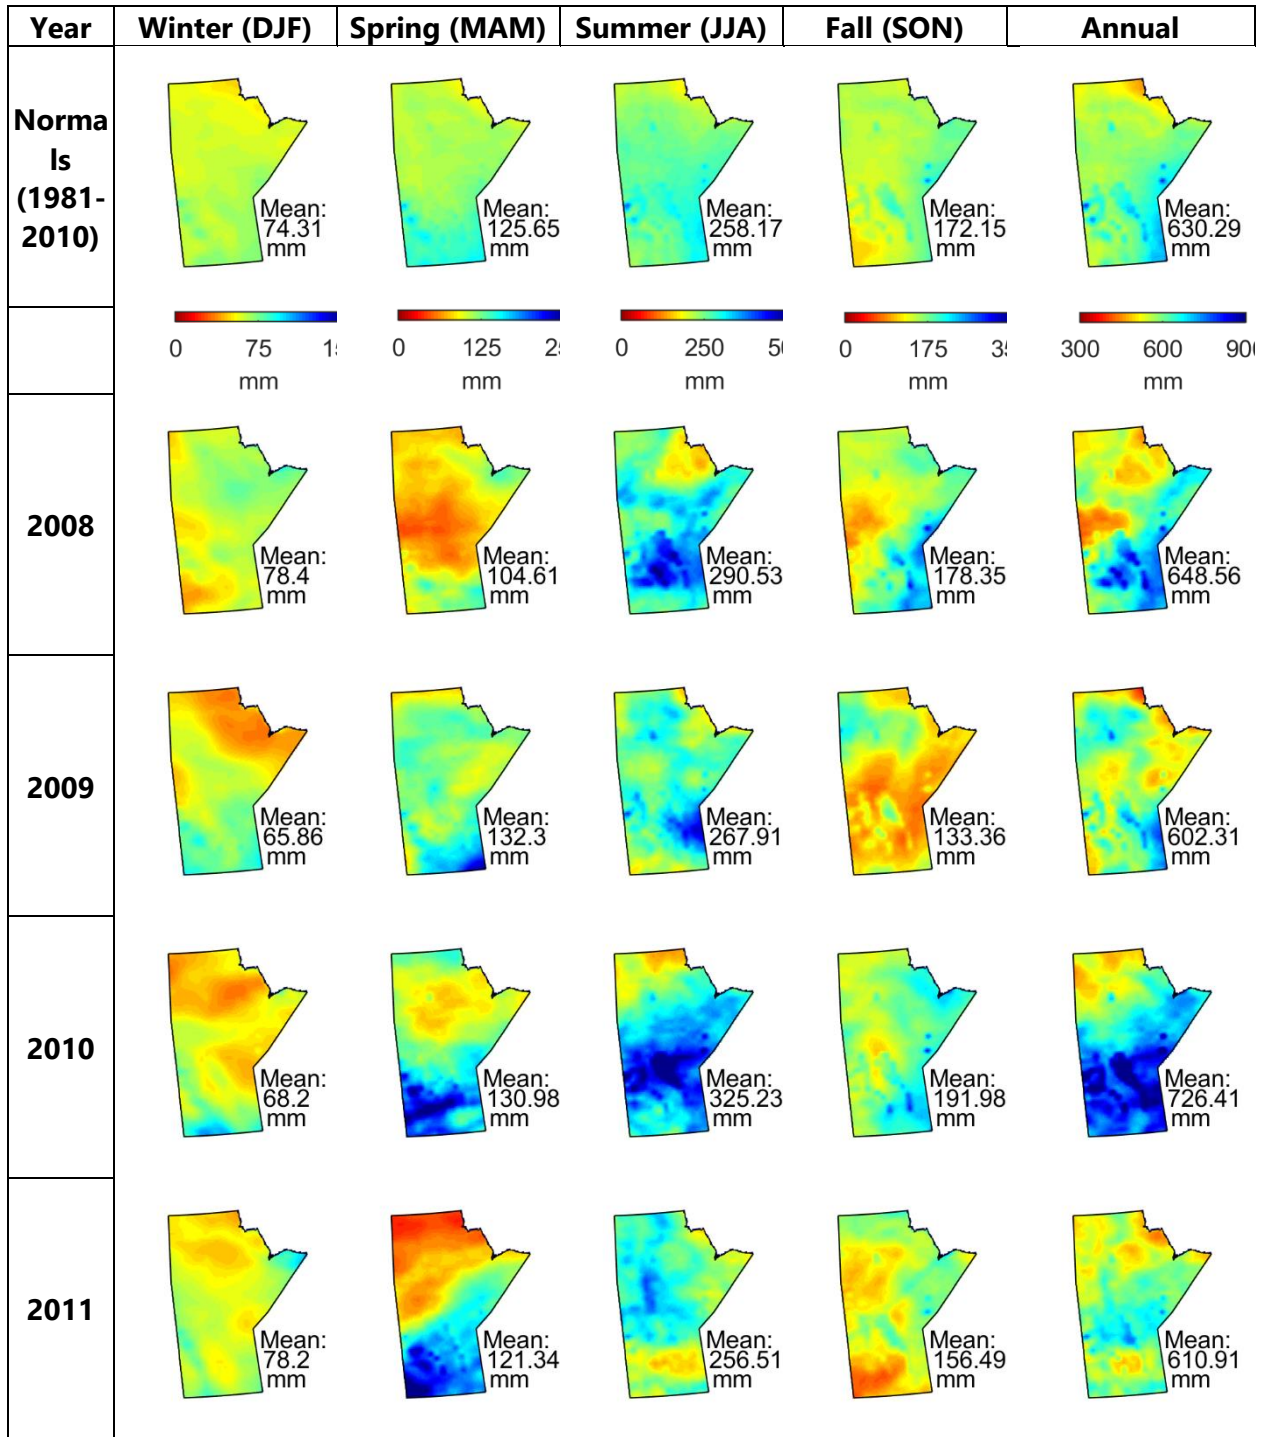 Year Winter (DJF) Spring (MAM) Summer (JJA) Fall (SON) Annual
Norma
ls
(1981-
2010)
Mean: Mean: Mean: Mean: Mean:
74.31 125.65 258.17 172.15 630.29
mm mm mm mm mm
0 75 0 125 0 250 0 175 300 600
mm mm mm mm mm
2008
Mean: Mean: Mean: Mean: Mean:
78.4 104.61 290.53 178.35 648.56
mm mm mm mm mm
2009
Mean: Mean: Mean: Mean: Mean:
65.86 132.3 267.91 133.36 602.31
mm mm mm mm mm
2010
Mean: Mean: Mean: Mean: Mean:
68.2 130.98 325.23 191.98 726.41
mm mm mm mm mm
2011
Mean: Mean: Mean: Mean: Mean:
78.2 121.34 256.51 156.49 610.91
mm mm mm mm mm